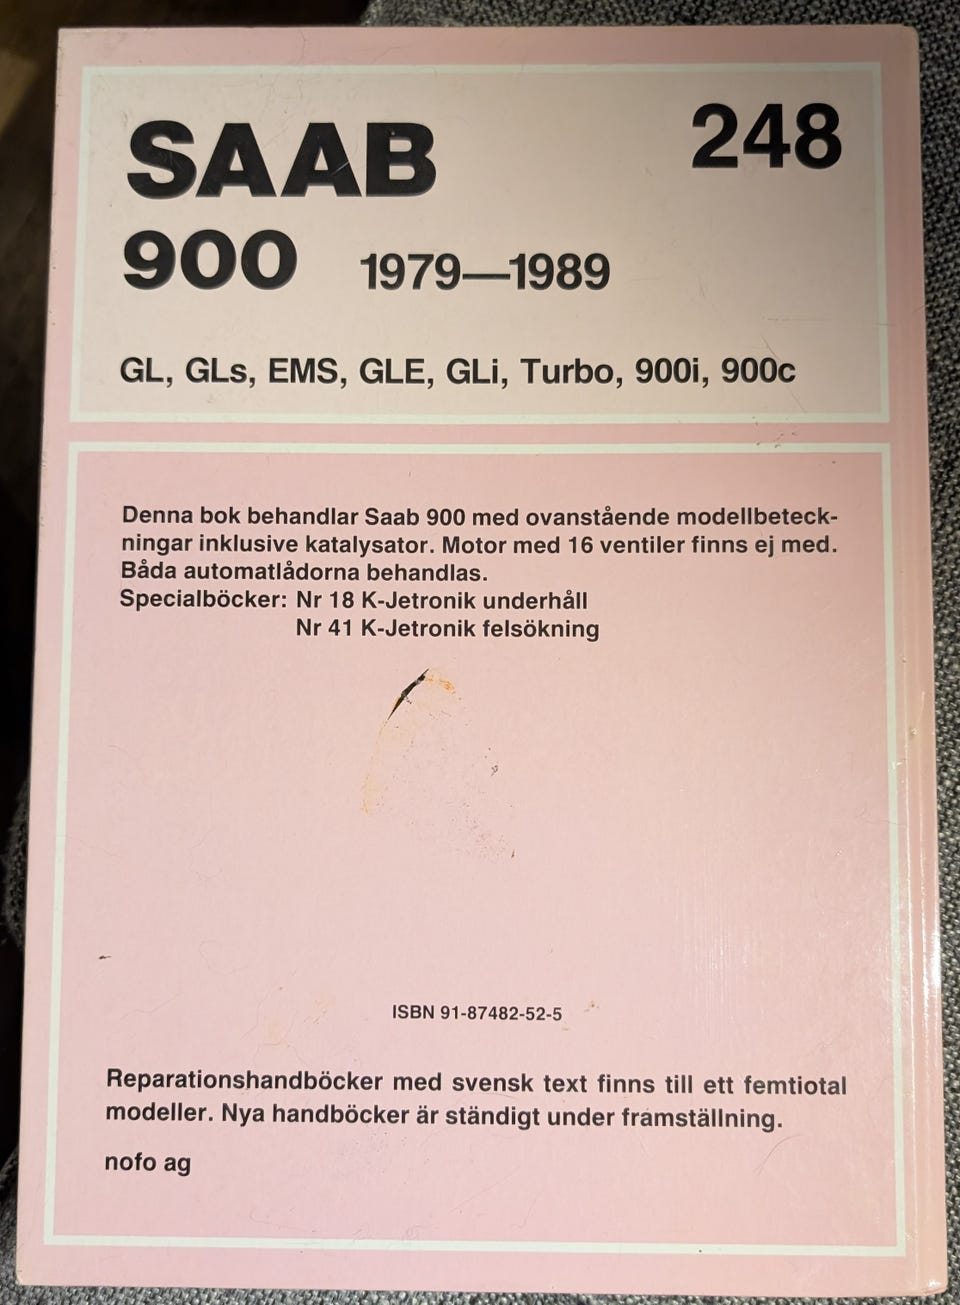 SAAB 248
900 1979—1989
GL, GLs, EMS, GLE, GLi, Turbo, 900i, 900c
Denna bok behandlar Saab 900 med ovanstående modellbeteck-
ningar inklusive katalysator. Motor med 16 ventiler finns ej med.
Båda automatlådorna behandlas.
Specialböcker: Nr 18 K-Jetronik underhåll
Nr 41 K-Jetronik felsökning
ISBN 91-87482-52-5
Reparationshandböcker med svensk text finns till ett femtiotal
modeller. Nya handböcker är ständigt under framställning.
nofo ag